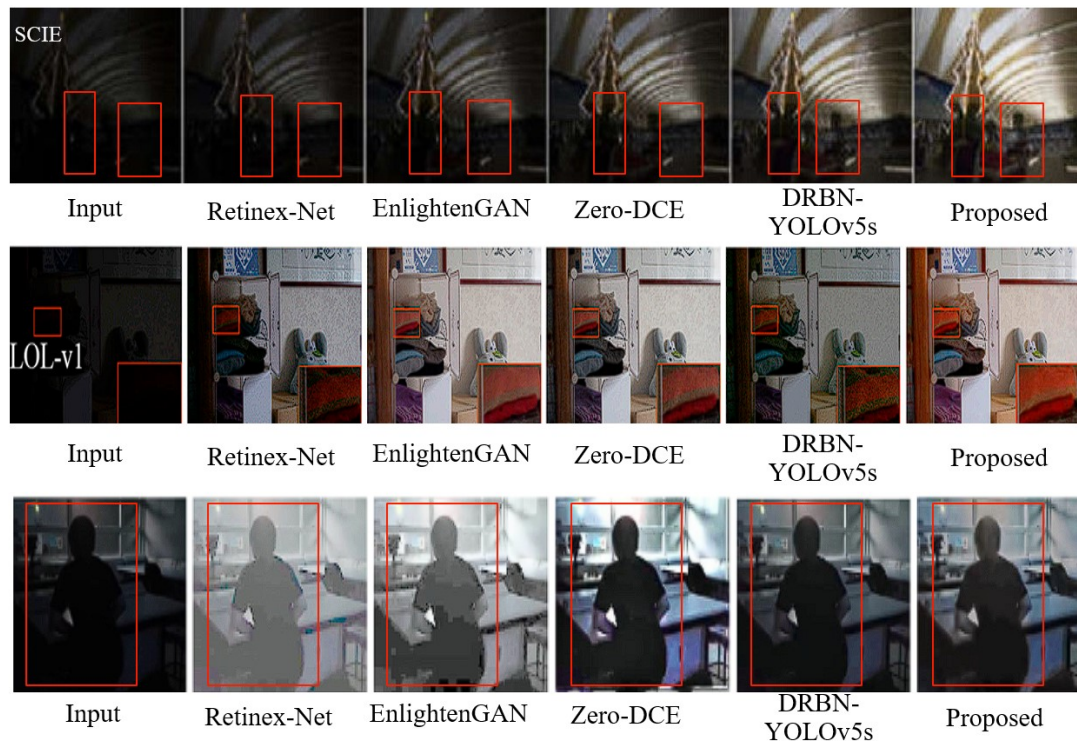 SCIE
Input
Retinex-Net
EnlightenGAN
Zero-DCE
DRBN-
YOLOv5s
Proposed
LOL-v1
Input
Retinex-Net
EnlightenGAN
Zero-DCE
DRBN-
YOLOv5s
Proposed
Input
Retinex-Net
EnlightenGAN
Zero-DCE
DRBN-
YOLOv5s
Proposed